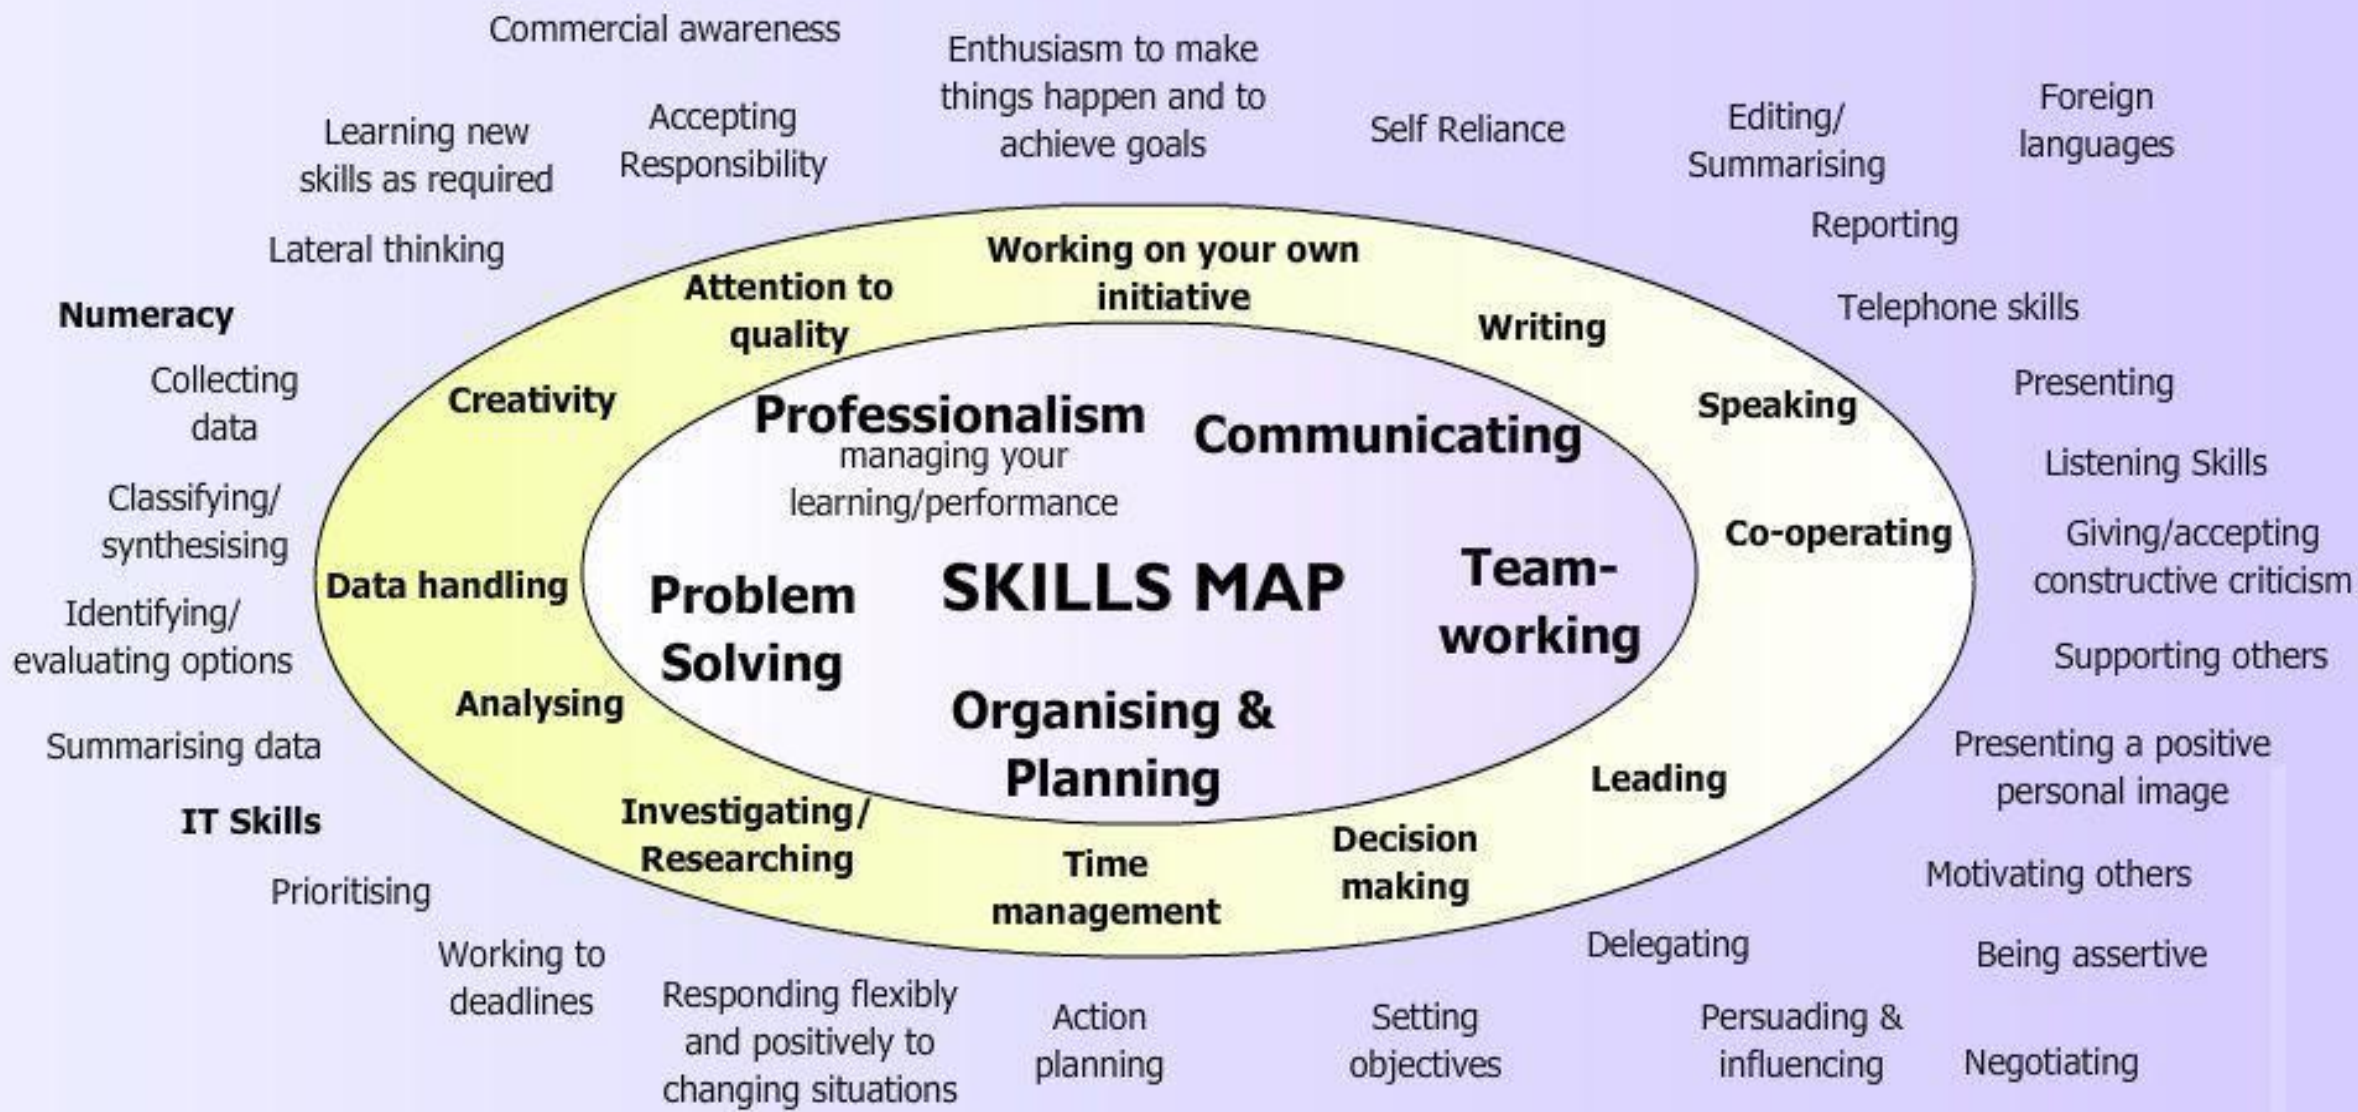 Commercial awareness
Enthusiasm to make
things happen and to
achieve goals
Learning new
skills as required
Accepting
Responsibility
Self Reliance
Editing/
Summarising
Foreign
languages
Reporting
Lateral thinking
Telephone skills
Numeracy
Presenting
Collecting
data
Listening Skills
Classifying/
synthesising
Giving/accepting
constructive criticism
Identifying/
evaluating options
Supporting others
Summarising data
Presenting a positive
personal image
IT Skills
Motivating others
Prioritising
Working to
deadlines
Delegating
Being assertive
Responding flexibly
and positively to
changing situations
Action
planning
Setting
objectives
Persuading &
influencing
Negotiating
Working on your own
initiative
Attention to
quality
Writing
Creativity
Speaking
Co-operating
Data handling
Analysing
Leading
Investigating/
Researching
Time
management
Decision
making
Professionalism
managing your
learning/performance
Communicating
Problem
Solving
SKILLS MAP
Team-
working
Organising &
Planning